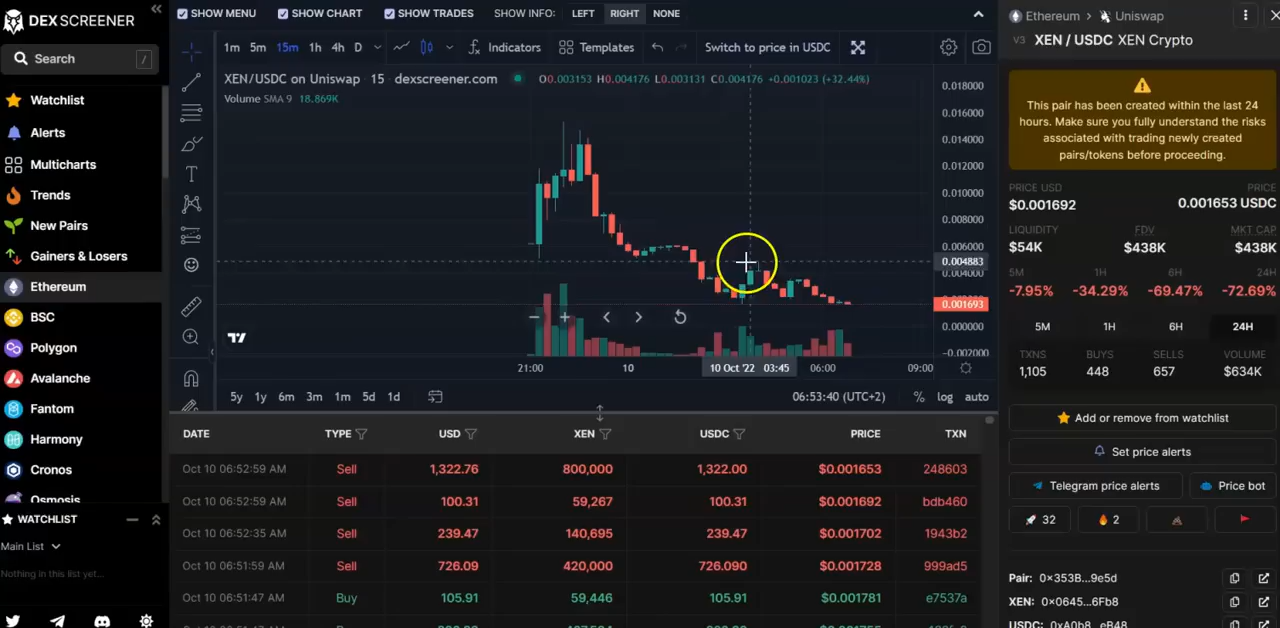 DEX SCREENER
Search /
Watchlist
Alerts
Multicharts
Trends
New Pairs
Gainers & Losers
Ethereum
BSC
Polygon
Avalanche
Fantom
Harmony
Cronos
Osmosis
WATCHLIST
Main List
Nothing in this list yet...
SHOW MENU SHOW CHART SHOW TRADES SHOW INFO: LEFT RIGHT NONE
1m 5m 15m 1h 4h D Indicators Templates Switch to price in USDC
XEN/USDC on Uniswap · 15 dexscreener.com O0.003153 H0.004176 L0.003131 C0.004176 +0.001023 (+32.44%)
Volume SMA 9 18.869K
0.018000
0.016000
0.014000
0.012000
0.010000
0.008000
0.006000
0.004883
0.004000
0.001693
0.000000
−0.002000
21:00 10 10 Oct '22 03:45 06:00 09:00
5y 1y 6m 3m 1m 5d 1d 06:53:40 (UTC+2) % log auto
DATE TYPE USD XEN USDC PRICE TXN
Oct 10 06:52:59 AM Sell 1,322.76 800,000 1,322.00 $0.001653 248603
Oct 10 06:52:59 AM Sell 100.31 59,267 100.31 $0.001692 bdb460
Oct 10 06:52:35 AM Sell 239.47 140,695 239.47 $0.001702 1943b2
Oct 10 06:51:59 AM Sell 726.09 420,000 726.090 $0.001728 999ad5
Oct 10 06:51:47 AM Buy 105.91 59,446 105.91 $0.001781 e7537a
Ethereum > Uniswap
V3 XEN / USDC XEN Crypto
This pair has been created within the last 24
hours. Make sure you fully understand the risks
associated with trading newly created
pairs/tokens before proceeding.
PRICE USD PRICE
$0.001692 0.001653 USDC
LIQUIDITY FDV MKT CAP
$54K $438K $438K
5M 1H 6H 24H
-7.95% -34.29% -69.47% -72.69%
5M 1H 6H 24H
TXNS BUYS SELLS VOLUME
1,105 448 657 $634K
Add or remove from watchlist
Set price alerts
Telegram price alerts Price bot
32 2
Pair: 0×353B...9e5d
XEN: 0×0645...6Fb8
USDC: 0×A0b8...eB48